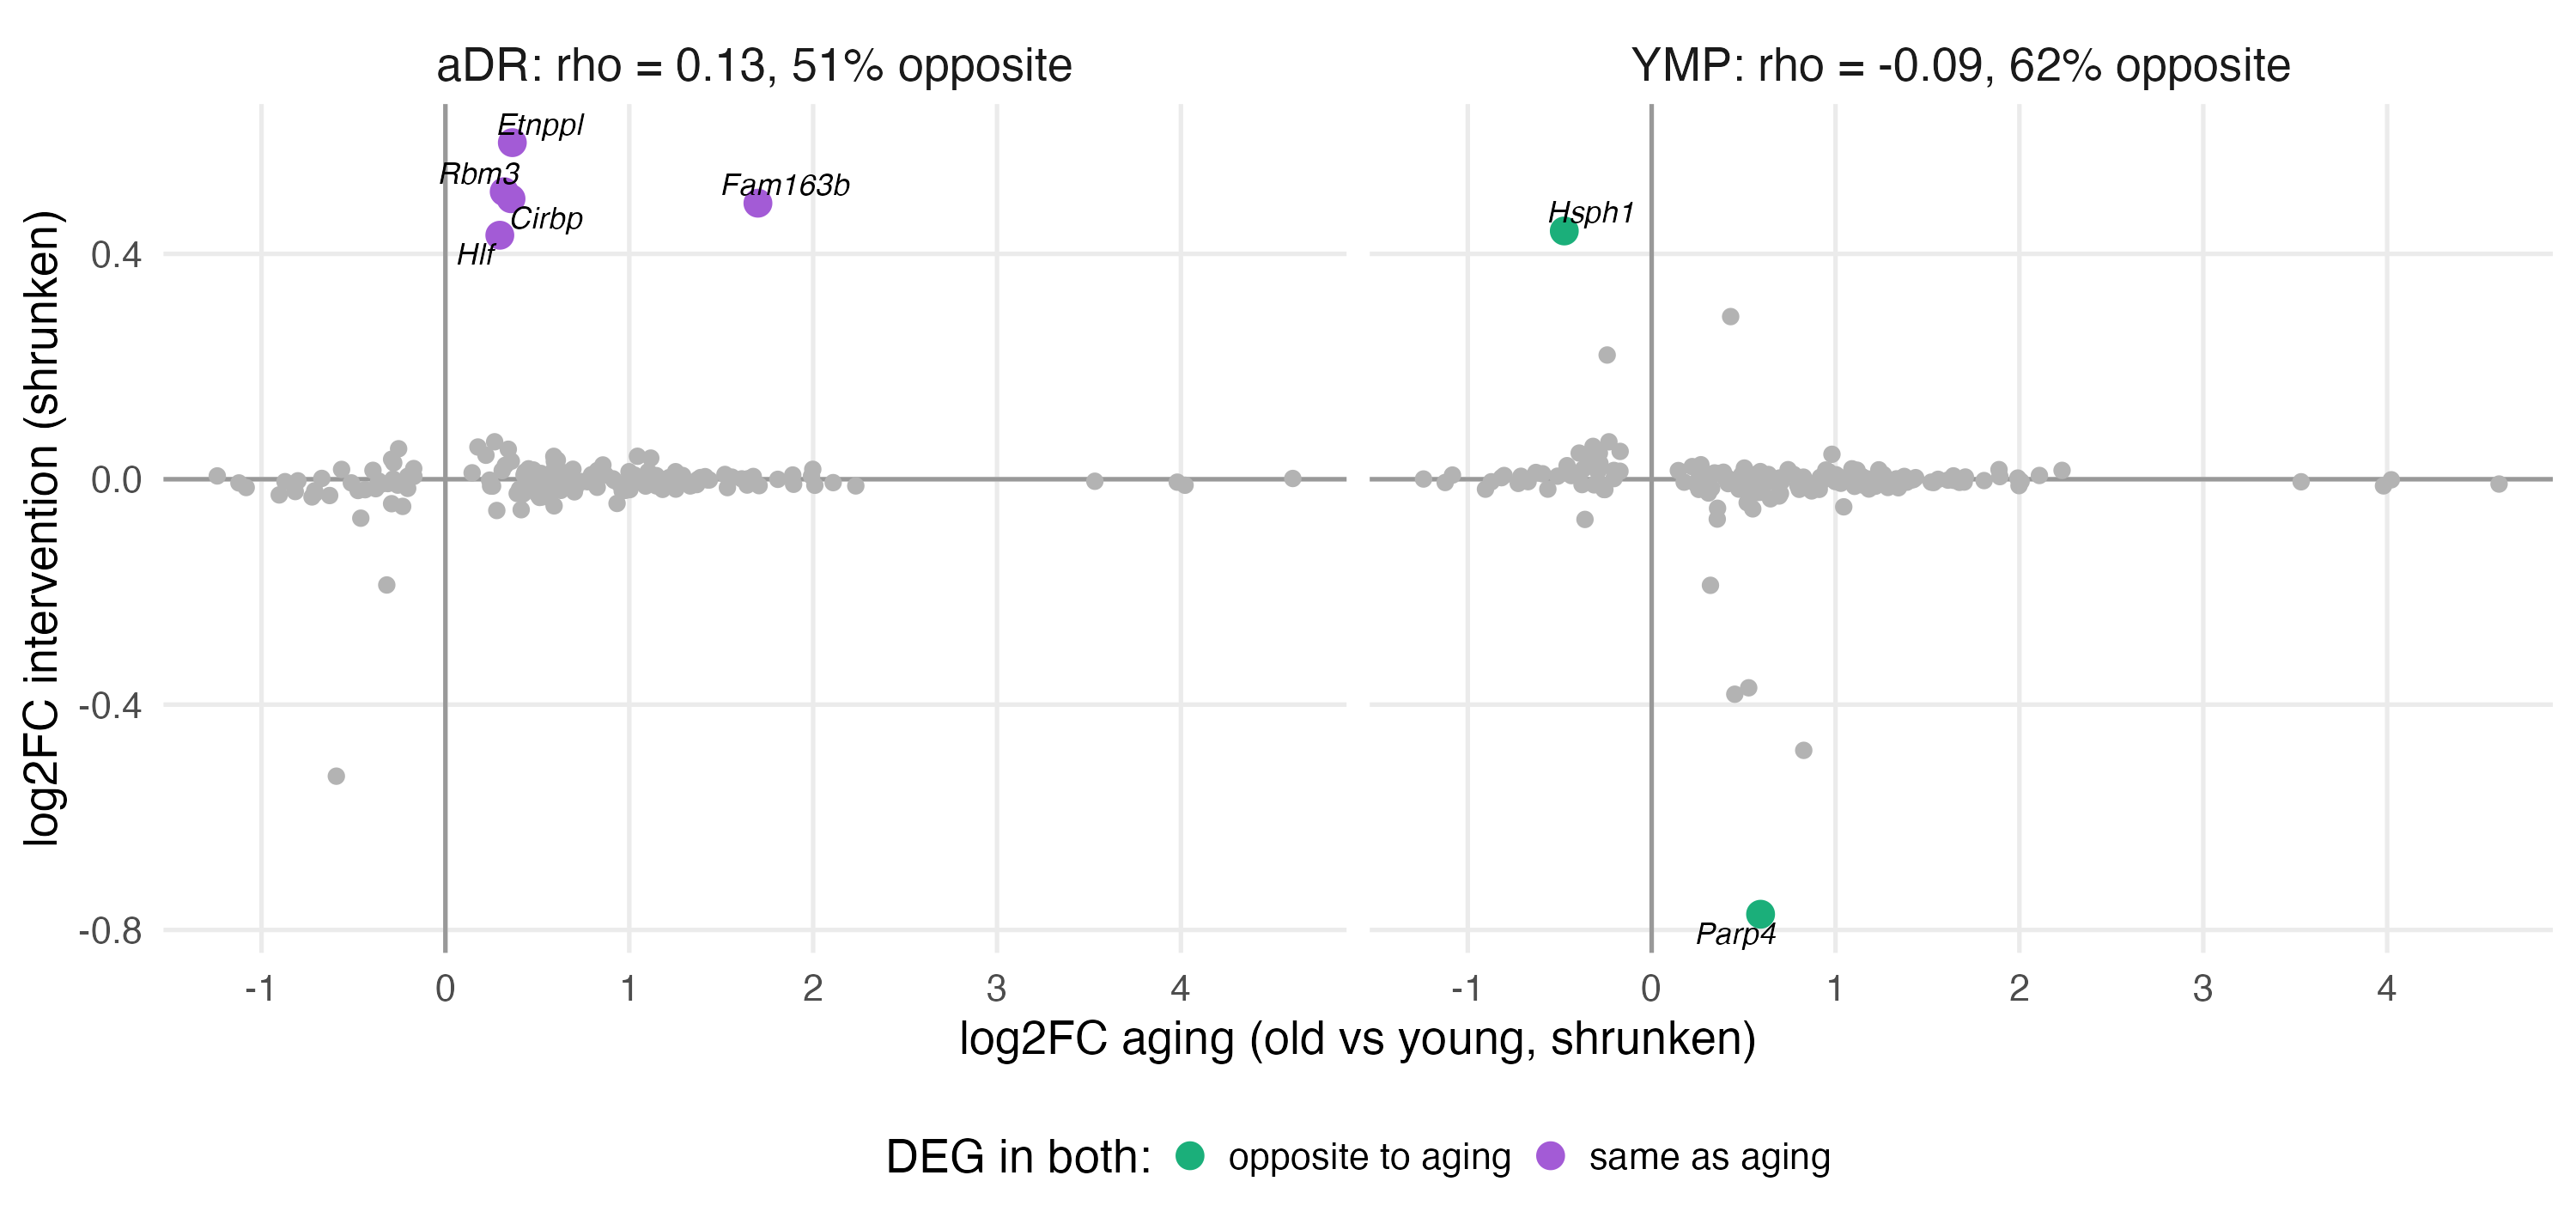 aDR: rho = 0.13, 51% opposite
YMP: rho = -0.09, 62% opposite
log2FC intervention (shrunken)
0.4
0.0
-0.4
-0.8
Etnppl
Rbm3
Cirbp
Hlf
Fam163b
Hsph1
Parp4
-1 0 1 2 3 4
-1 0 1 2 3 4
log2FC aging (old vs young, shrunken)
DEG in both: opposite to aging same as aging